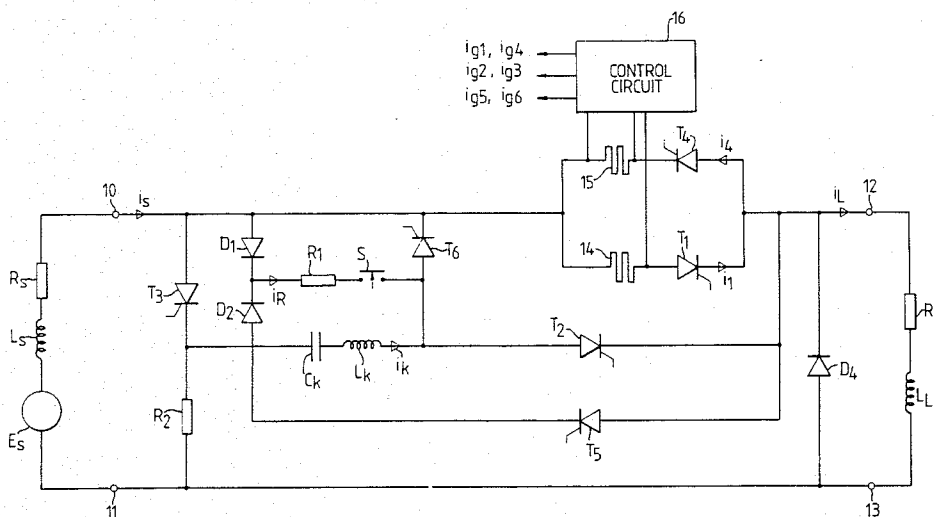 16
ig1, ig4
ig2, ig3
ig5, ig6
CONTROL
CIRCUIT
T4
i4
15
10
is
iL
12
D1
R1
S
T6
14
T1
i1
Rs
T3
iR
D2
R
Ls
T2
Ck
Lk
ik
D4
LL
R2
Es
T5
11
13